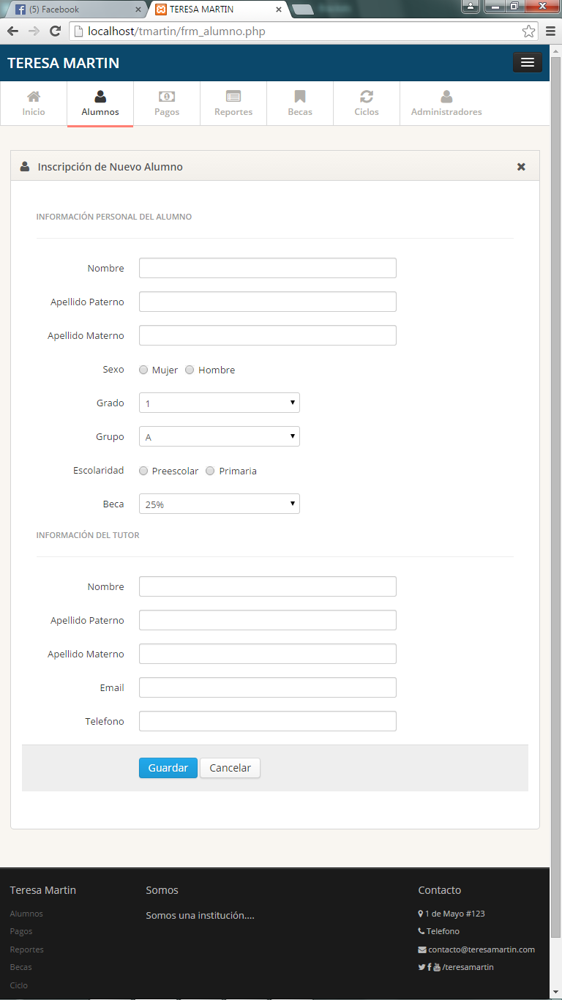 (5) Facebook
TERESA MARTIN
localhost/tmartin/frm_alumno.php
TERESA MARTIN
Inicio
Alumnos
Pagos
Reportes
Becas
Ciclos
Administradores
Inscripción de Nuevo Alumno
INFORMACIÓN PERSONAL DEL ALUMNO
Nombre
Apellido Paterno
Apellido Materno
Sexo Mujer Hombre
Grado 1
Grupo A
Escolaridad Preescolar Primaria
Beca 25%
INFORMACIÓN DEL TUTOR
Nombre
Apellido Paterno
Apellido Materno
Email
Telefono
Guardar Cancelar
Teresa Martin
Alumnos
Pagos
Reportes
Becas
Ciclo
Somos
Somos una institución....
Contacto
1 de Mayo #123
Telefono
contacto@teresamartin.com
/teresamartin